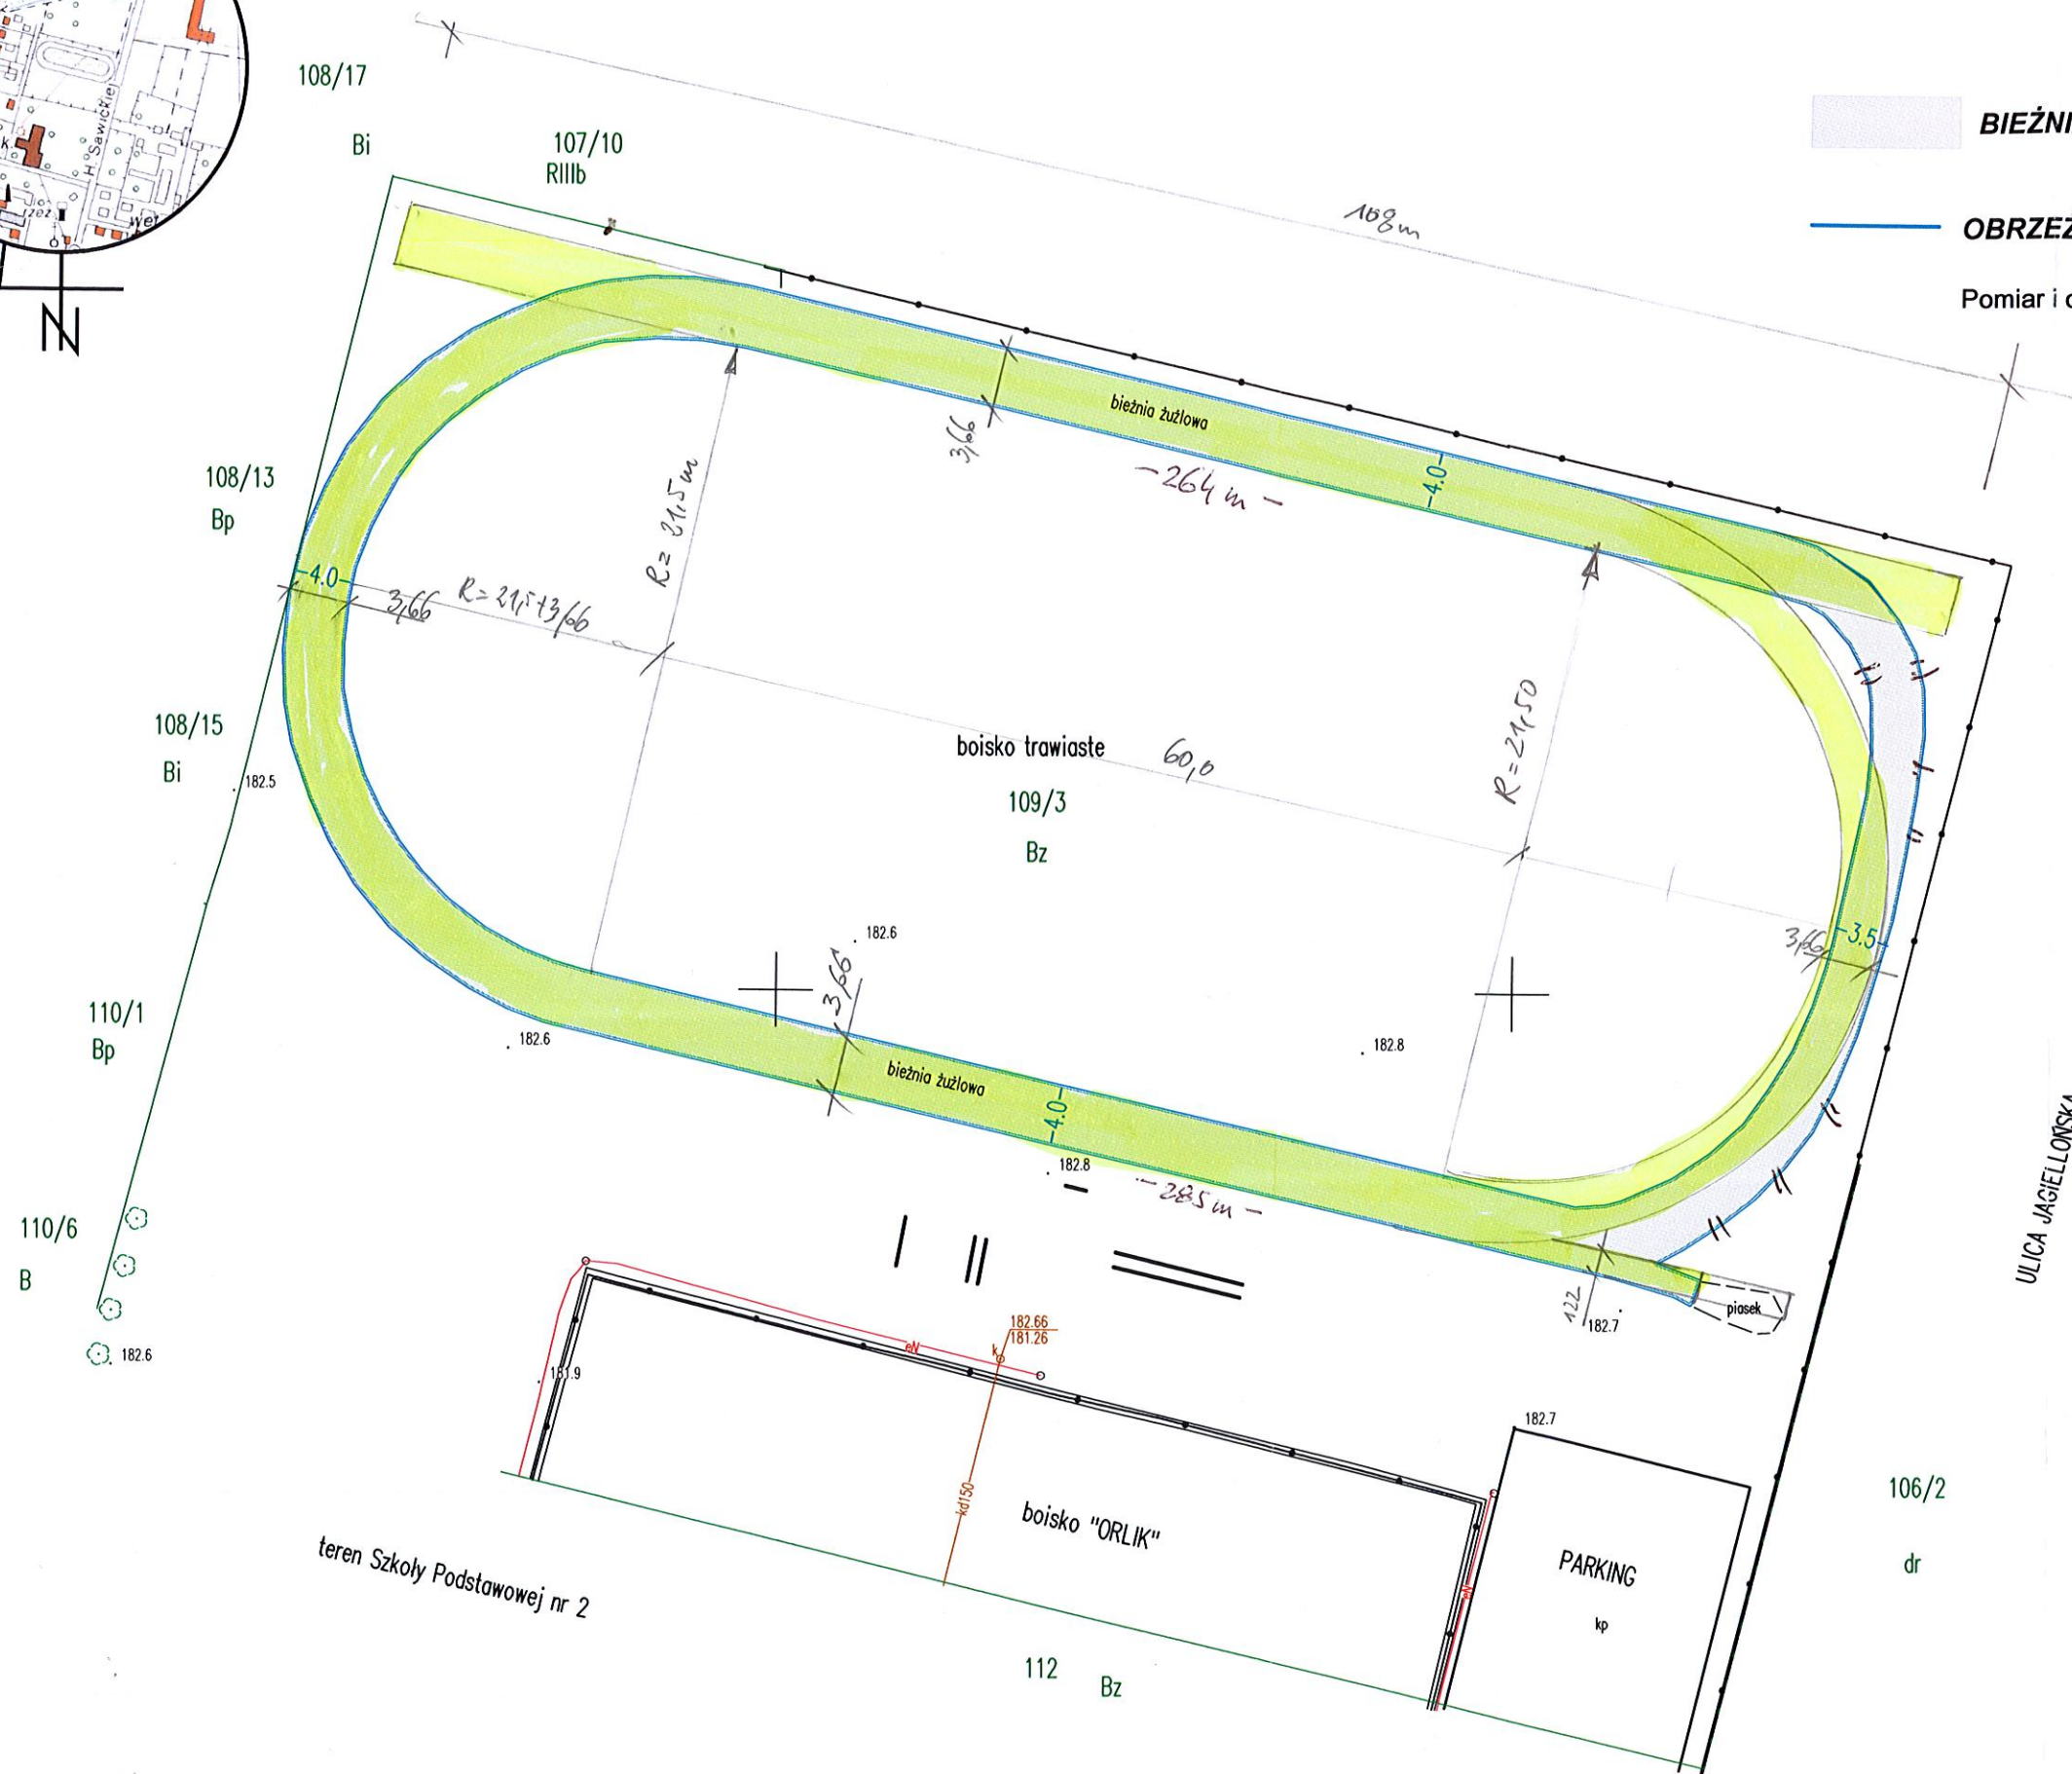 108/17
Bi
107/10
RIIIb
H. Sawickiej
wet
N
108m
BIEŻNI
OBRZEŻ
Pomiar i o
bieżnia żużlowa
3,66
-264 m-
-4.0-
108/13
Bp
R= 21,5m
-4.0-
3,66
R= 21,5+3,66
108/15
Bi
182.5
boisko trawiaste
60,0
R=21,50
109/3
Bz
3,66
-3.5-
182.6
3,66
182.6
182.8
110/1
Bp
bieżnia żużlowa
-4.0-
182.8
-285 m-
ULICA JAGIELLOŃSKA
110/6
B
122
piasek
182.7
182.6
181.9
eN
182.66
181.26
k
182.7
106/2
dr
kd150
boisko "ORLIK"
eN
PARKING
kp
teren Szkoły Podstawowej nr 2
112
Bz